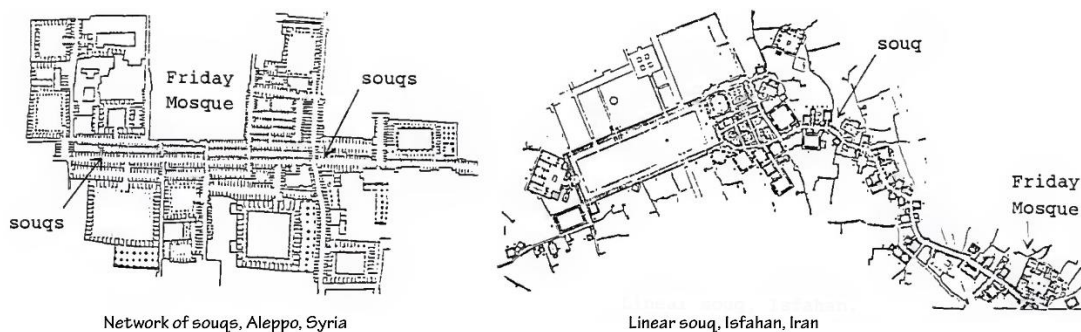 Friday
Mosque
souqs
souqs
Network of souqs, Aleppo, Syria
souq
Friday
Mosque
Linear souq, Isfahan, Iran